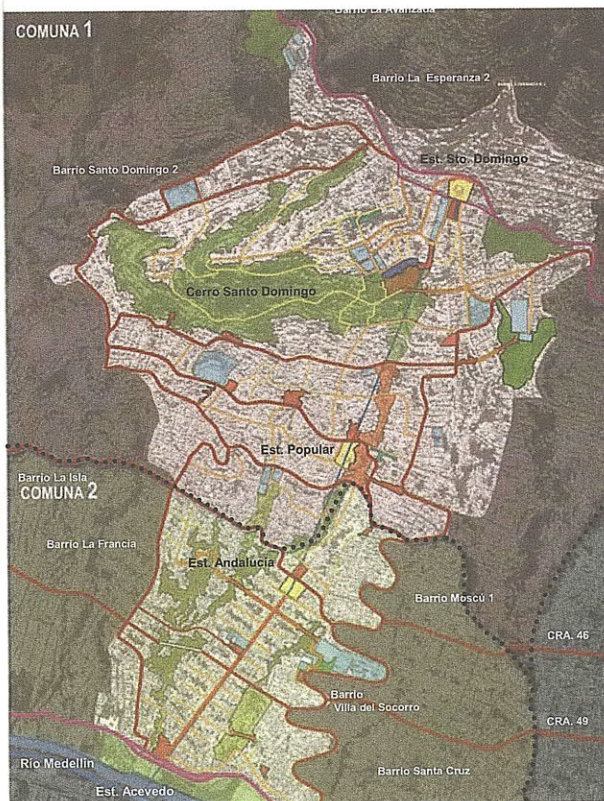 Barrio La Avanzada
COMUNA 1
Barrio La Esperanza 2
Est. Sto. Domingo
Barrio Santo Domingo 2
Cerro Santo Domingo
Est. Popular
Barrio La Isla
COMUNA 2
Barrio La Francia
Est. Andalucía
Barrio Moscú 1
CRA. 46
Barrio
Villa del Socorro
CRA. 49
Rio Medellín
Barrio Santa Cruz
Est. Acevedo